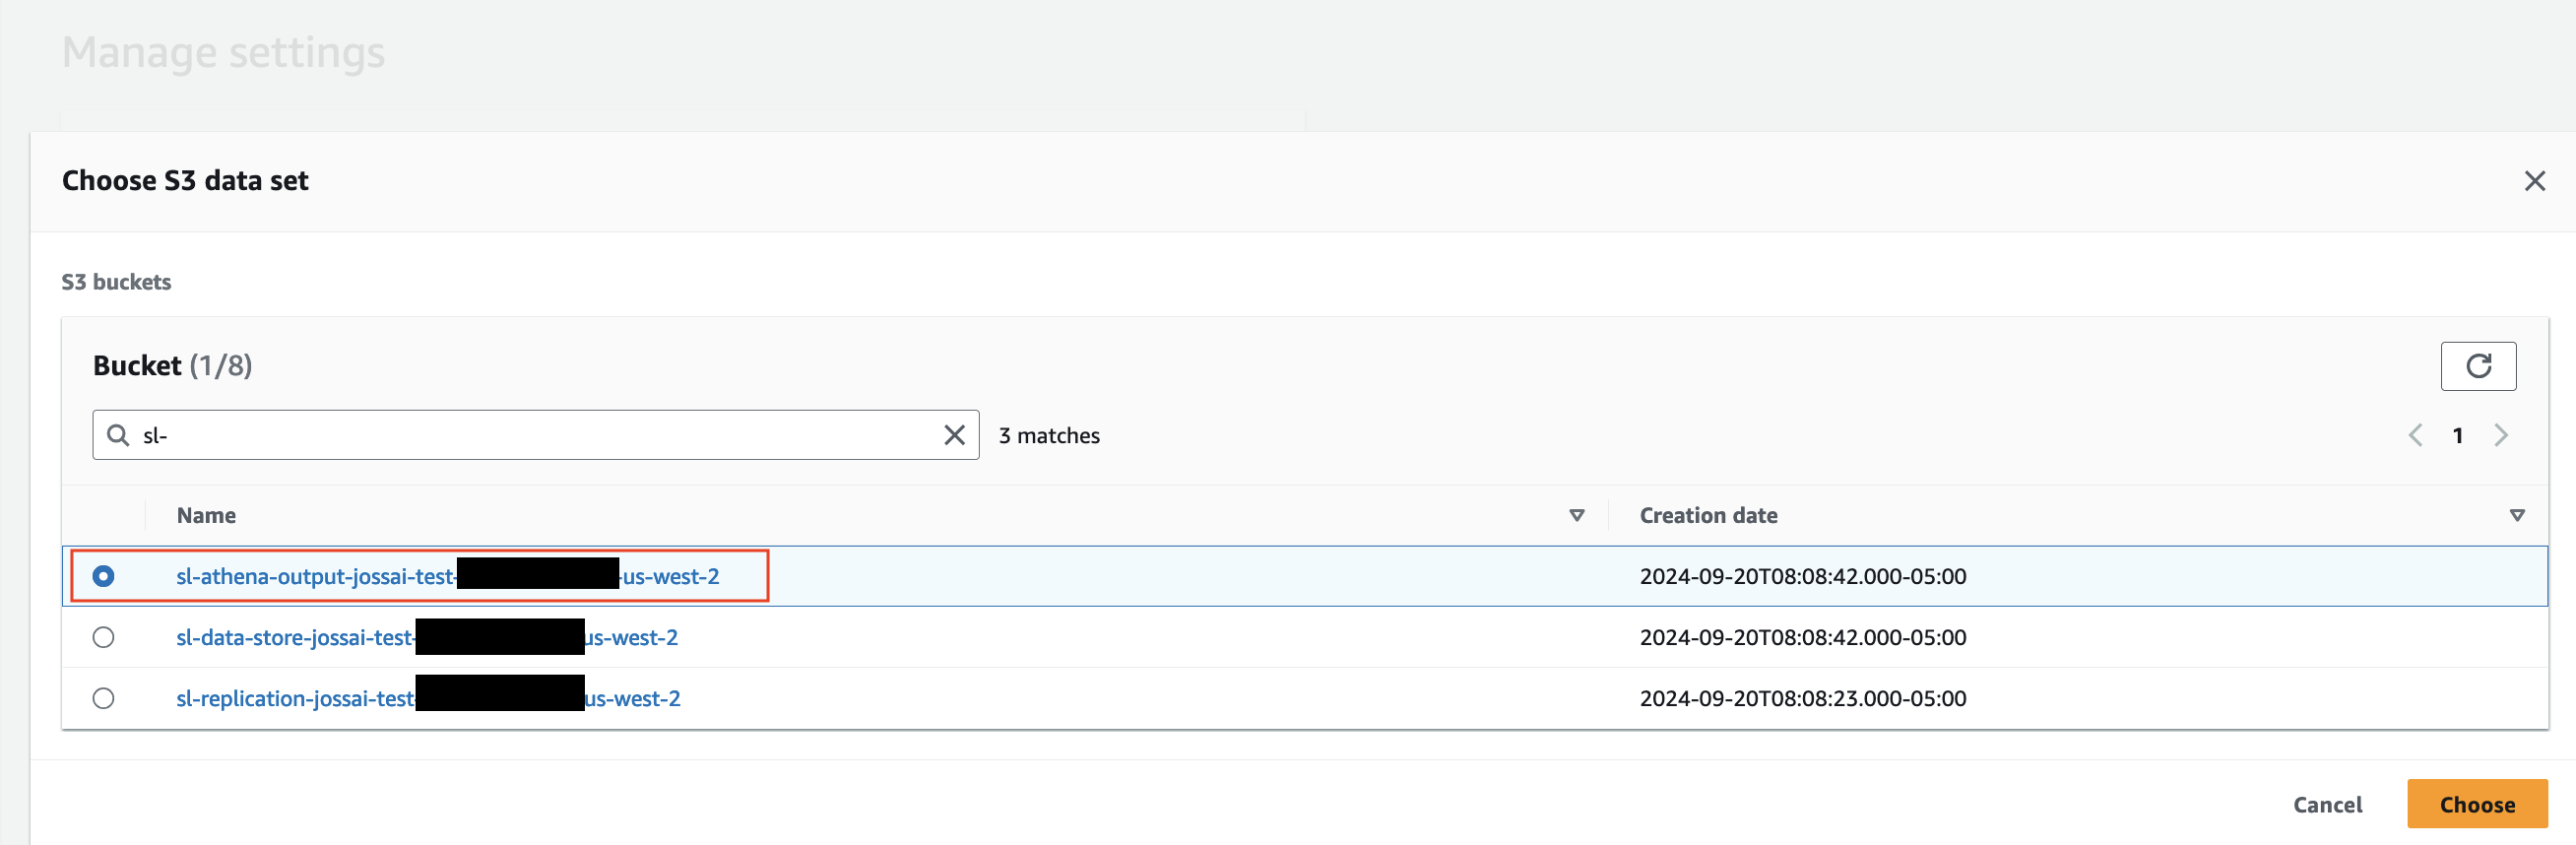 Manage settings
Choose S3 data set
S3 buckets
Bucket (1/8)
sl-
3 matches
1
Name
Creation date
sl-athena-output-jossai-test- -us-west-2
2024-09-20T08:08:42.000-05:00
sl-data-store-jossai-test- us-west-2
2024-09-20T08:08:42.000-05:00
sl-replication-jossai-test- us-west-2
2024-09-20T08:08:23.000-05:00
Cancel
Choose